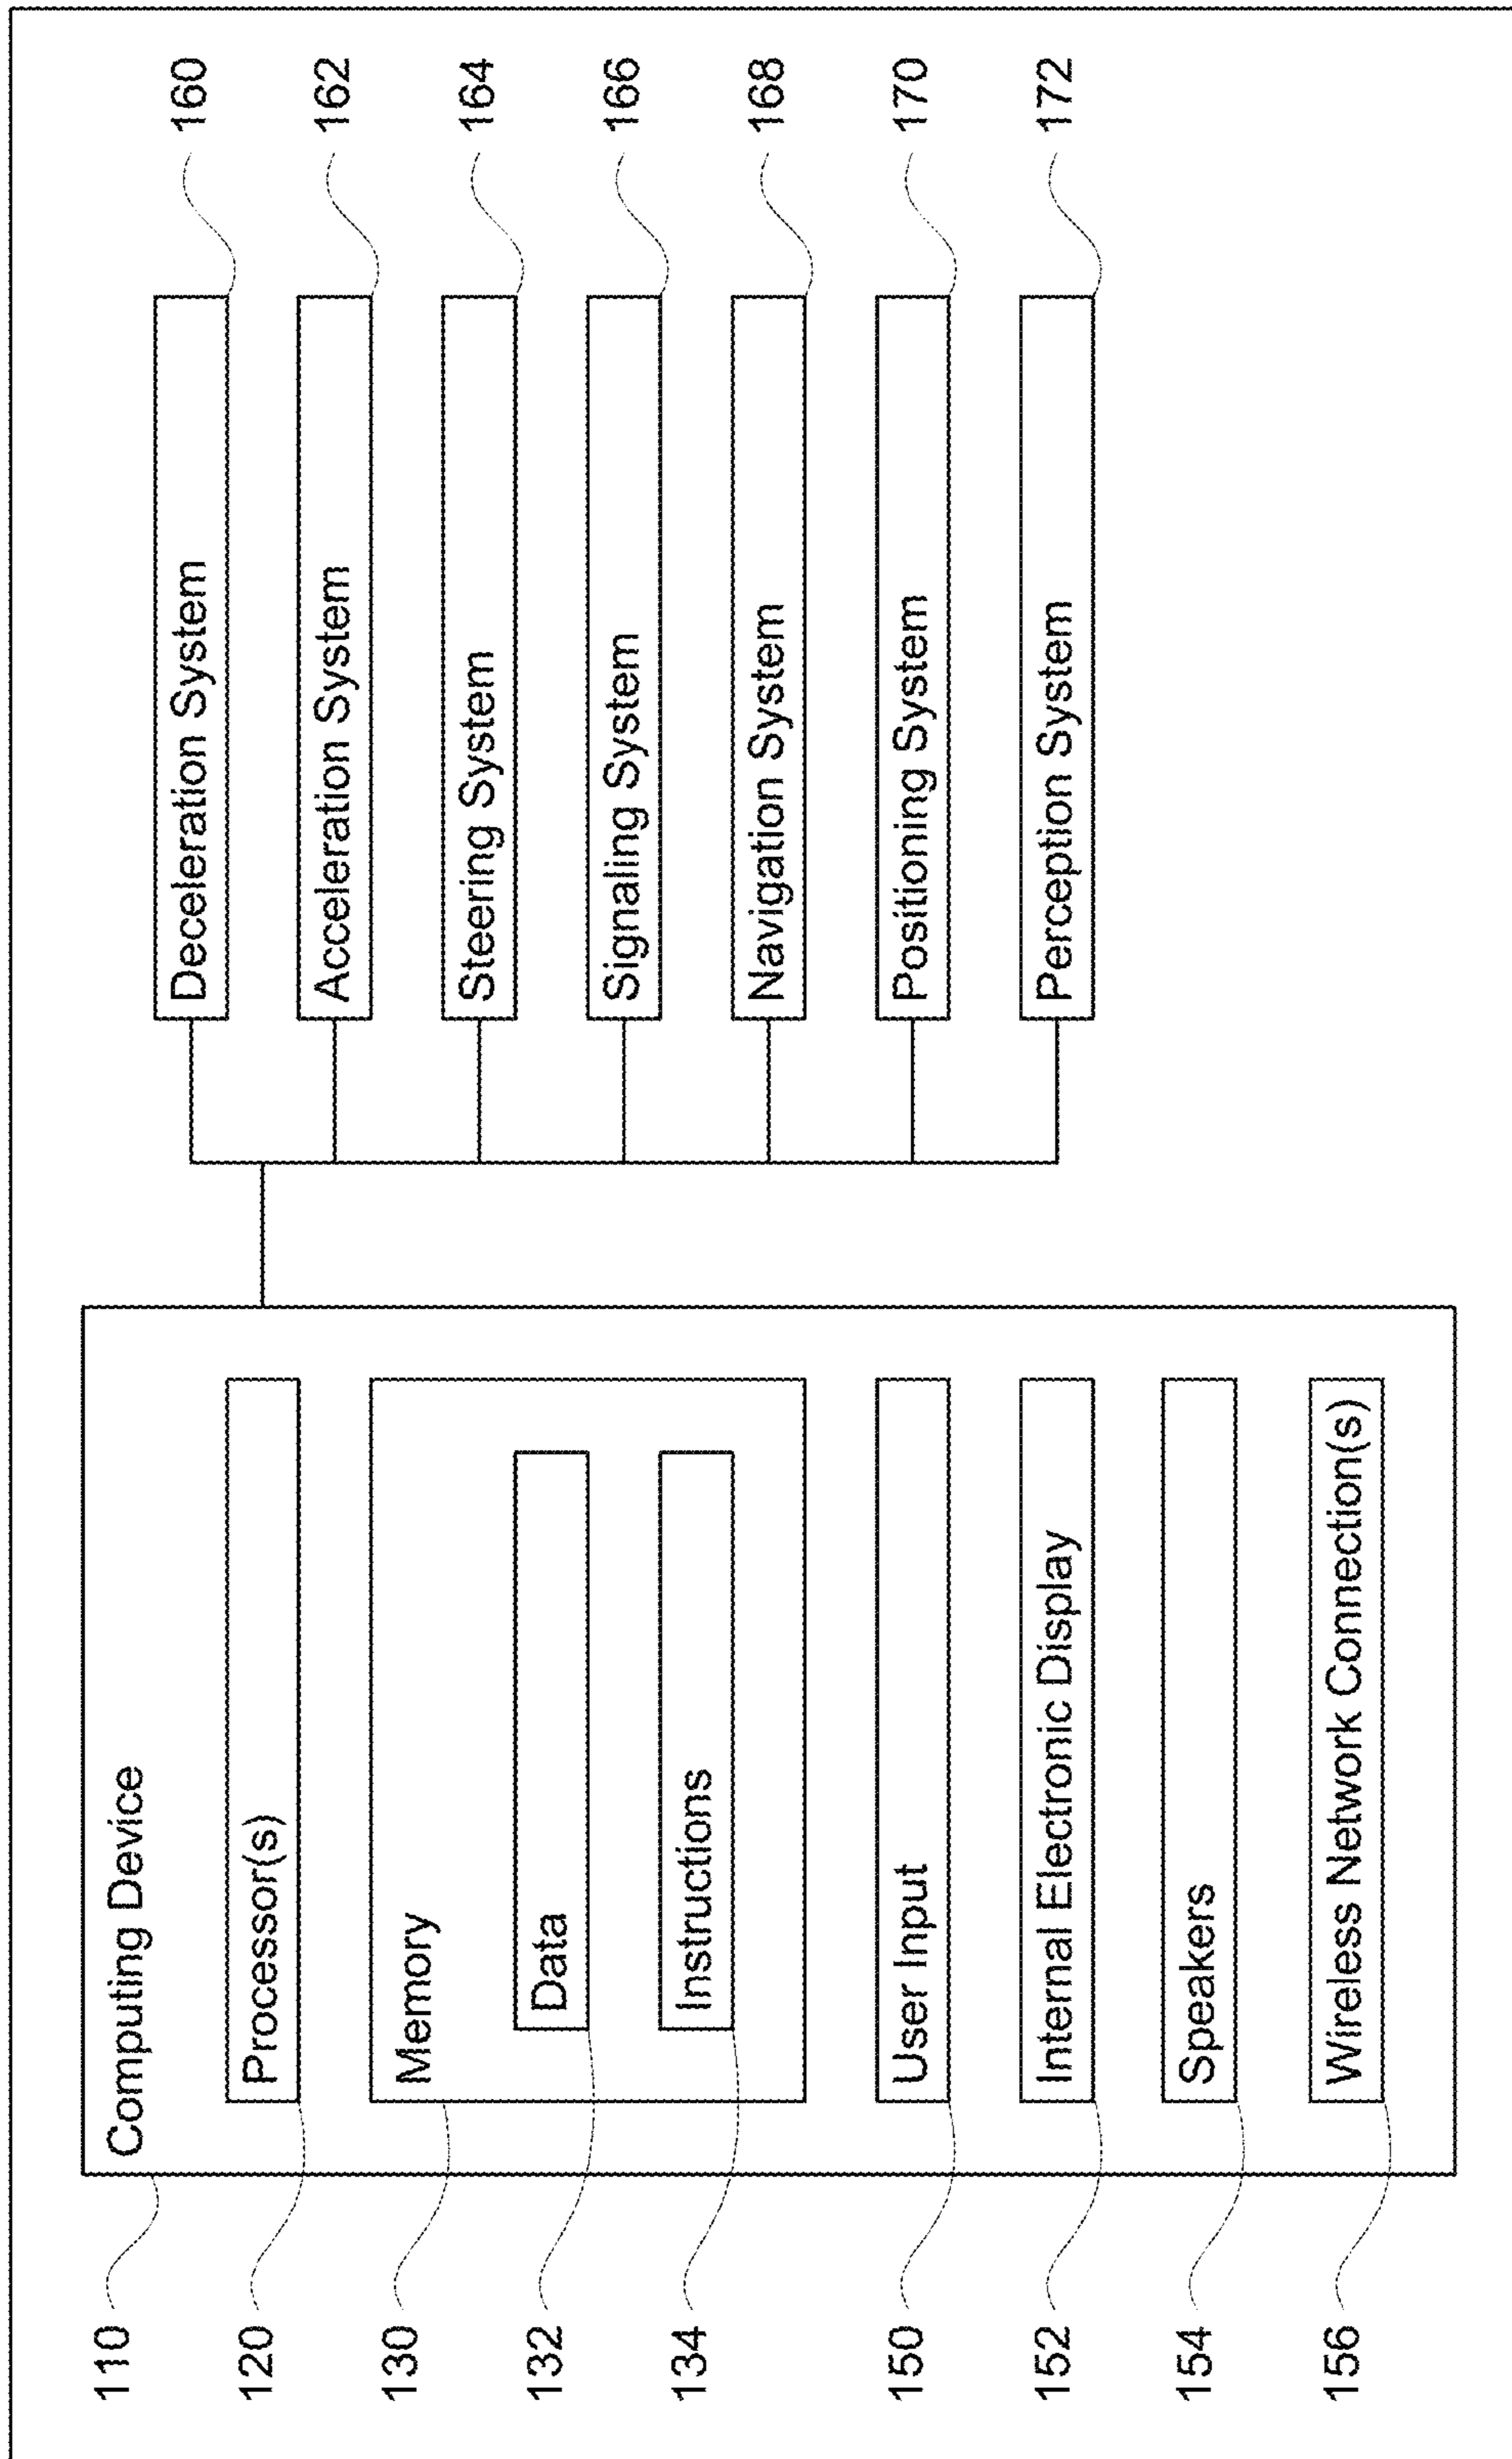 110
Computing Device
120
Processor(s)
130
Memory
132
Data
134
Instructions
150
User Input
152
Internal Electronic Display
154
Speakers
156
Wireless Network Connection(s)
Deceleration System
160
Acceleration System
162
Steering System
164
Signaling System
166
Navigation System
168
Positioning System
170
Perception System
172